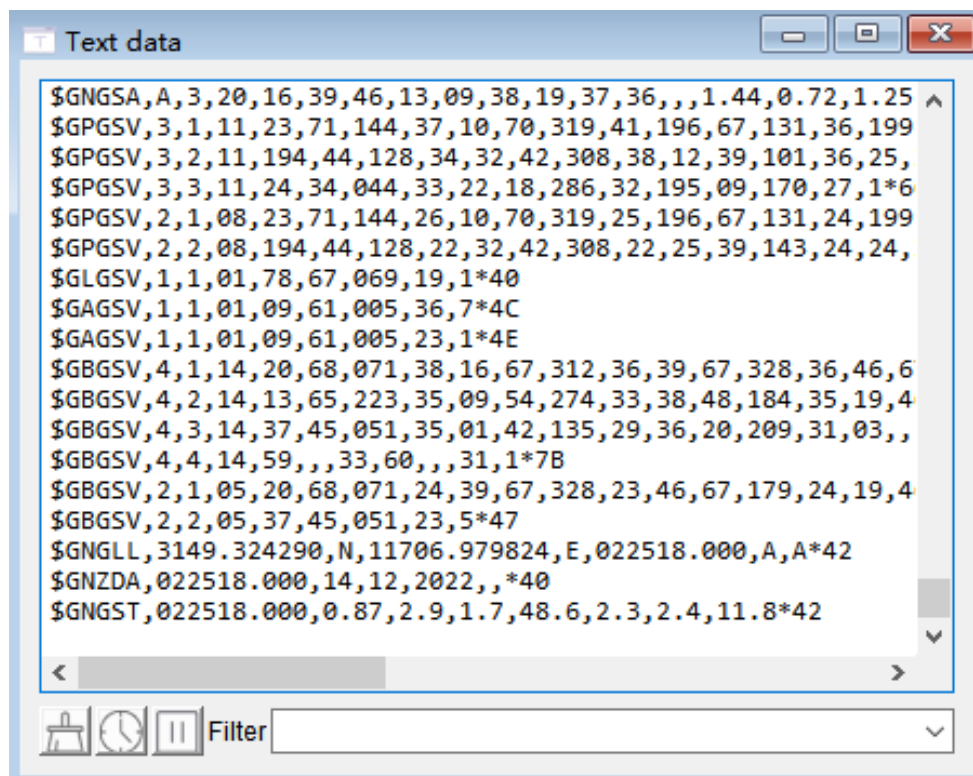 Text data
$GNGSA,A,3,20,16,39,46,13,09,38,19,37,36,,,1.44,0.72,1.25
$GPGSV,3,1,11,23,71,144,37,10,70,319,41,196,67,131,36,199
$GPGSV,3,2,11,194,44,128,34,32,42,308,38,12,39,101,36,25,
$GPGSV,3,3,11,24,34,044,33,22,18,286,32,195,09,170,27,1*6
$GPGSV,2,1,08,23,71,144,26,10,70,319,25,196,67,131,24,199
$GPGSV,2,2,08,194,44,128,22,32,42,308,22,25,39,143,24,24,
$GLGSV,1,1,01,78,67,069,19,1*40
$GAGSV,1,1,01,09,61,005,36,7*4C
$GAGSV,1,1,01,09,61,005,23,1*4E
$GBGSV,4,1,14,20,68,071,38,16,67,312,36,39,67,328,36,46,6
$GBGSV,4,2,14,13,65,223,35,09,54,274,33,38,48,184,35,19,4
$GBGSV,4,3,14,37,45,051,35,01,42,135,29,36,20,209,31,03,,
$GBGSV,4,4,14,59,,,33,60,,,31,1*7B
$GBGSV,2,1,05,20,68,071,24,39,67,328,23,46,67,179,24,19,4
$GBGSV,2,2,05,37,45,051,23,5*47
$GNGLL,3149.324290,N,11706.979824,E,022518.000,A,A*42
$GNZDA,022518.000,14,12,2022,,*40
$GNGST,022518.000,0.87,2.9,1.7,48.6,2.3,2.4,11.8*42
Filter